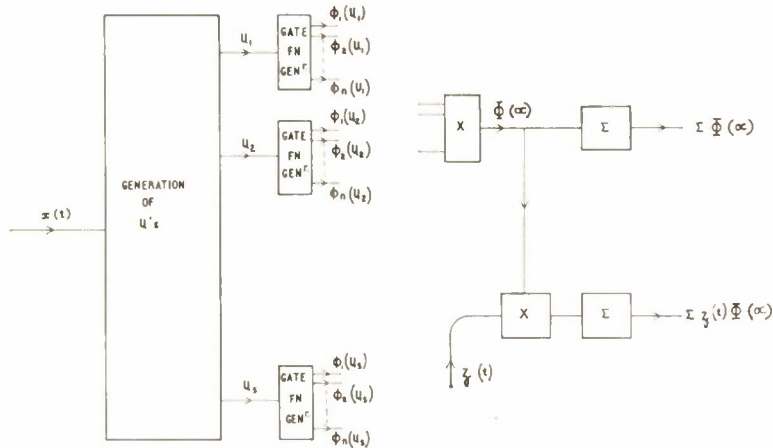 x(t)
GENERATION
OF
u's
u₁
GATE
FN
GENᴿ
ϕ₁(u₁)
ϕ₂(u₁)
ϕn(u₁)
u₂
GATE
FN
GENᴿ
ϕ₁(u₂)
ϕ₂(u₂)
ϕn(u₂)
us
GATE
FN
GENᴿ
ϕ₁(us)
ϕ₂(us)
ϕn(us)
X
Φ(α)
Σ
Σ Φ(α)
X
Σ
Σ z(t) Φ(α)
z(t)